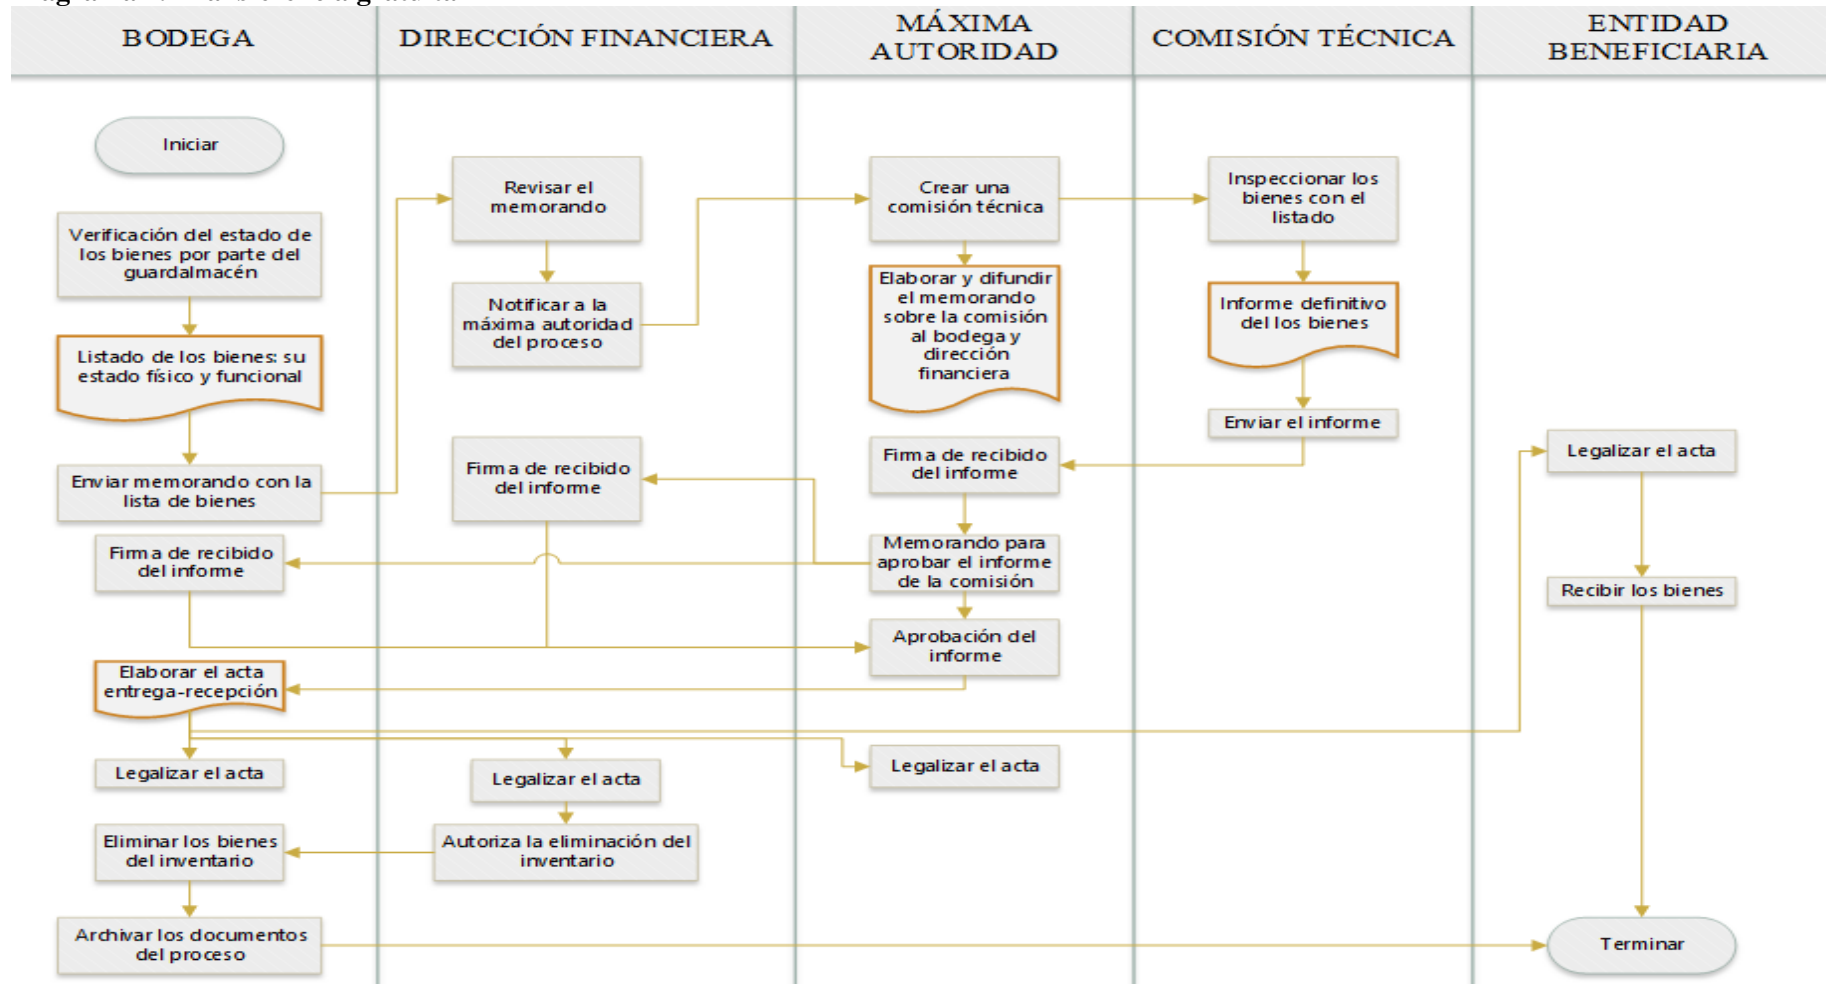 BODEGA
DIRECCIÓN FINANCIERA
MÁXIMA
AUTORIDAD
COMISIÓN TÉCNICA
ENTIDAD
BENEFICIARIA
Iniciar
Verificación del estado de
los bienes por parte del
guardalmacén
Listado de los bienes: su
estado físico y funcional
Enviar memorando con la
lista de bienes
Firma de recibido
del informe
Elaborar el acta
entrega-recepción
Legalizar el acta
Eliminar los bienes
del inventario
Archivar los documentos
del proceso
Revisar el
memorando
Notificar a la
máxima autoridad
del proceso
Firma de recibido
del informe
Legalizar el acta
Autoriza la eliminación del
inventario
Crear una
comisión técnica
Elaborar y difundir
el memorando
sobre la comisión
al bodega y
dirección
financiera
Firma de recibido
del informe
Memorando para
aprobar el informe
de la comisión
Aprobación del
informe
Legalizar el acta
Inspeccionar los
bienes con el
listado
Informe definitivo
del los bienes
Enviar el informe
Legalizar el acta
Recibir los bienes
Terminar